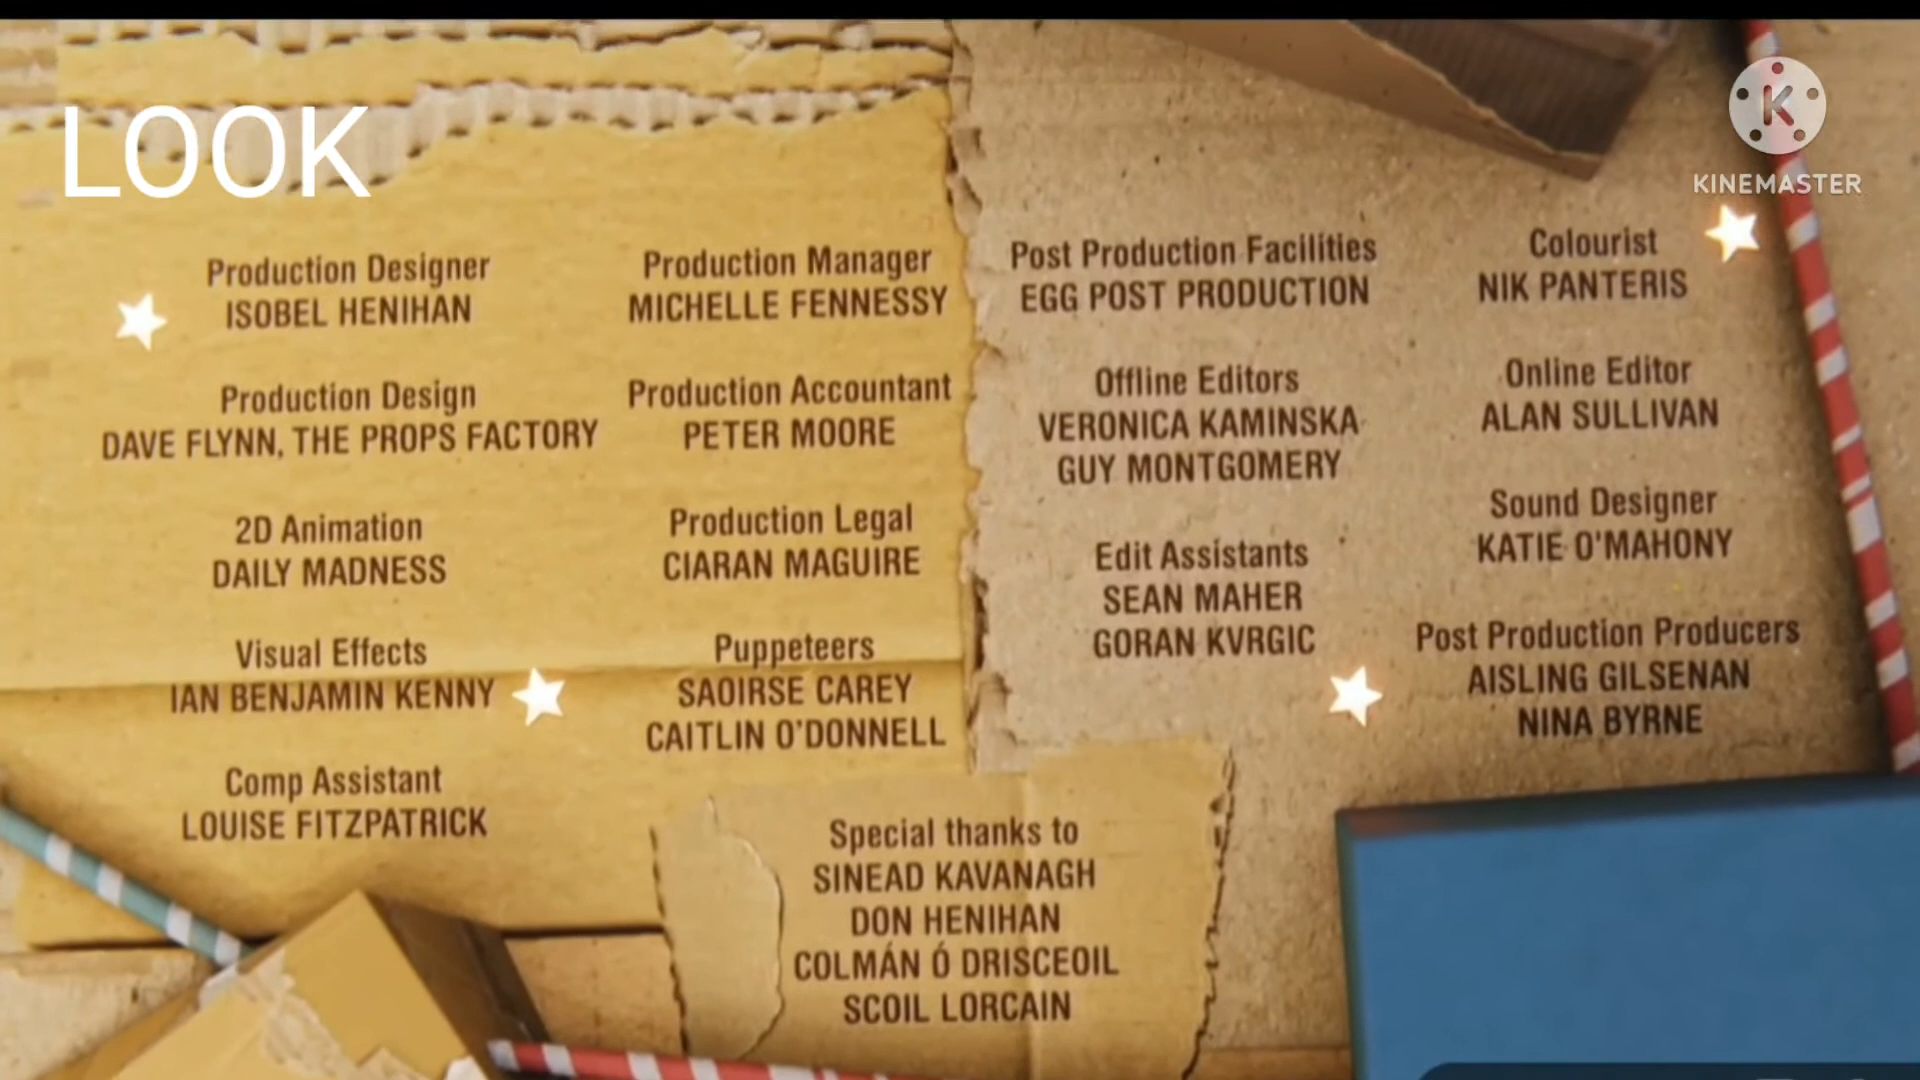 LOOK
KINEMASTER
Production Designer
ISOBEL HENIHAN
Production Design
DAVE FLYNN, THE PROPS FACTORY
2D Animation
DAILY MADNESS
Visual Effects
IAN BENJAMIN KENNY
Comp Assistant
LOUISE FITZPATRICK
Production Manager
MICHELLE FENNESSY
Production Accountant
PETER MOORE
Production Legal
CIARAN MAGUIRE
Puppeteers
SAOIRSE CAREY
CAITLIN O'DONNELL
Post Production Facilities
EGG POST PRODUCTION
Offline Editors
VERONICA KAMINSKA
GUY MONTGOMERY
Edit Assistants
SEAN MAHER
GORAN KVRGIC
Colourist
NIK PANTERIS
Online Editor
ALAN SULLIVAN
Sound Designer
KATIE O'MAHONY
Post Production Producers
AISLING GILSENAN
NINA BYRNE
Special thanks to
SINEAD KAVANAGH
DON HENIHAN
COLMÁN Ó DRISCEOIL
SCOIL LORCAIN